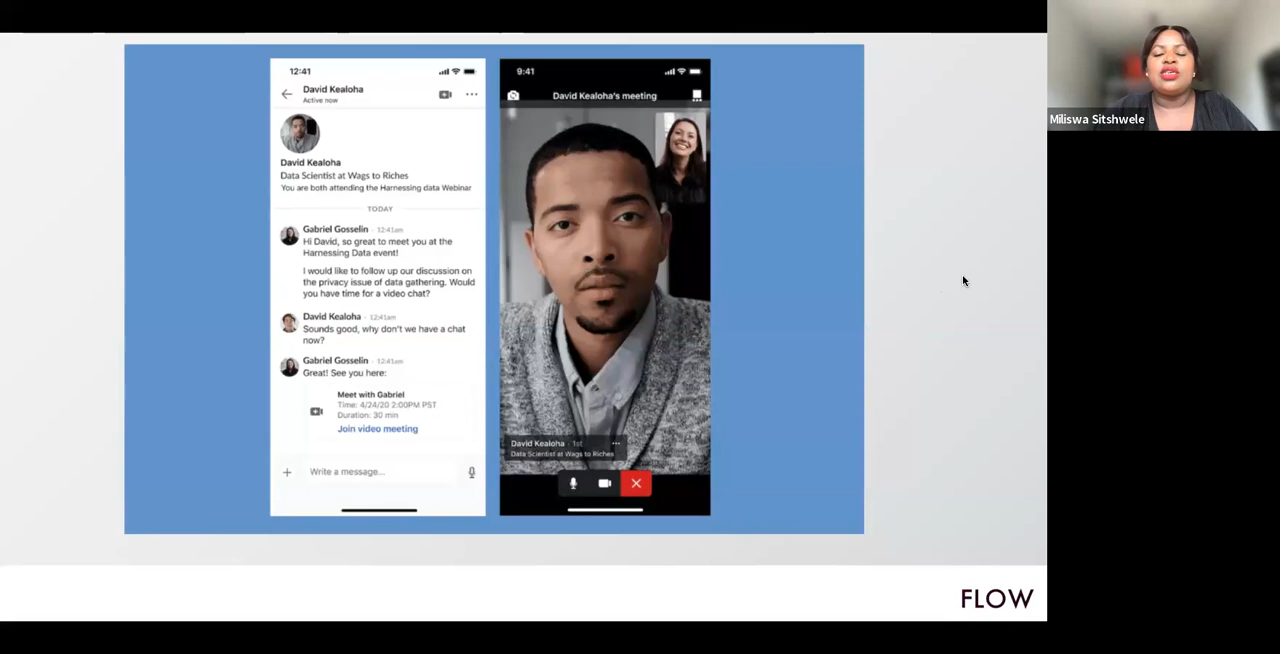 12:41
David Kealoha
Active now
David Kealoha
Data Scientist at Wags to Riches
You are both attending the Harnessing data Webinar
TODAY
Gabriel Gosselin · 12:41am
Hi David, so great to meet you at the
Harnessing Data event!
I would like to follow up our discussion on
the privacy issue of data gathering. Would
you have time for a video chat?
David Kealoha · 12:41am
Sounds good, why don't we have a chat
now?
Gabriel Gosselin · 12:41am
Great! See you here:
Meet with Gabriel
Time: 4/24/20 2:00PM PST
Duration: 30 min
Join video meeting
Write a message...
9:41
David Kealoha's meeting
David Kealoha · 1st
Data Scientist at Wags to Riches
Miliswa Sitshwele
FLOW